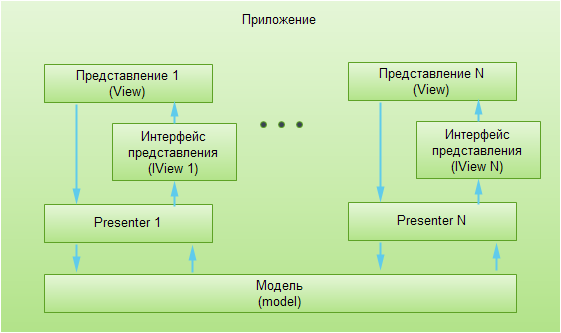 Приложение
Представление 1
(View)
Интерфейс
представления
(IView 1)
Presenter 1
Представление N
(View)
Интерфейс
представления
(IView N)
Presenter N
Модель
(model)